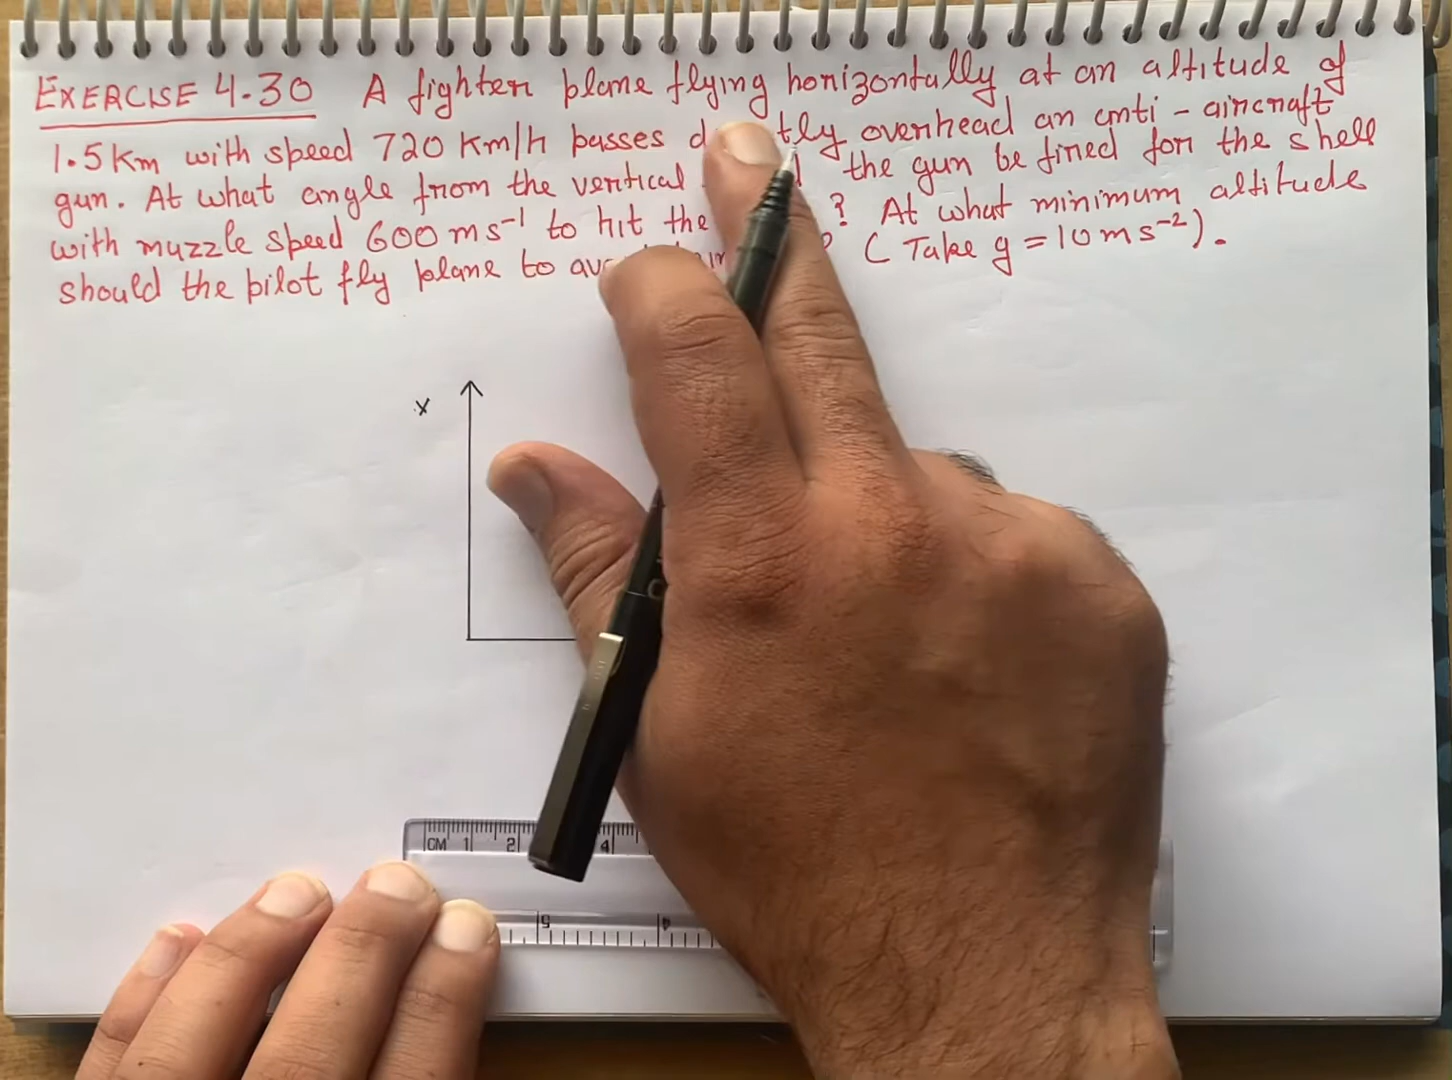 EXERCISE 4.30 A fighter plane flying horizontally at an altitude of
1.5 Km with speed 720 Km/h passes overhead an anti-aircraft
gun. At what angle from the vertical the gun be fired for the shell
with muzzle speed 600 ms⁻¹ to hit the ? At what minimum altitude
should the pilot fly plane to ? (Take g = 10 ms⁻²).
X
CM 1 2 4
5 4